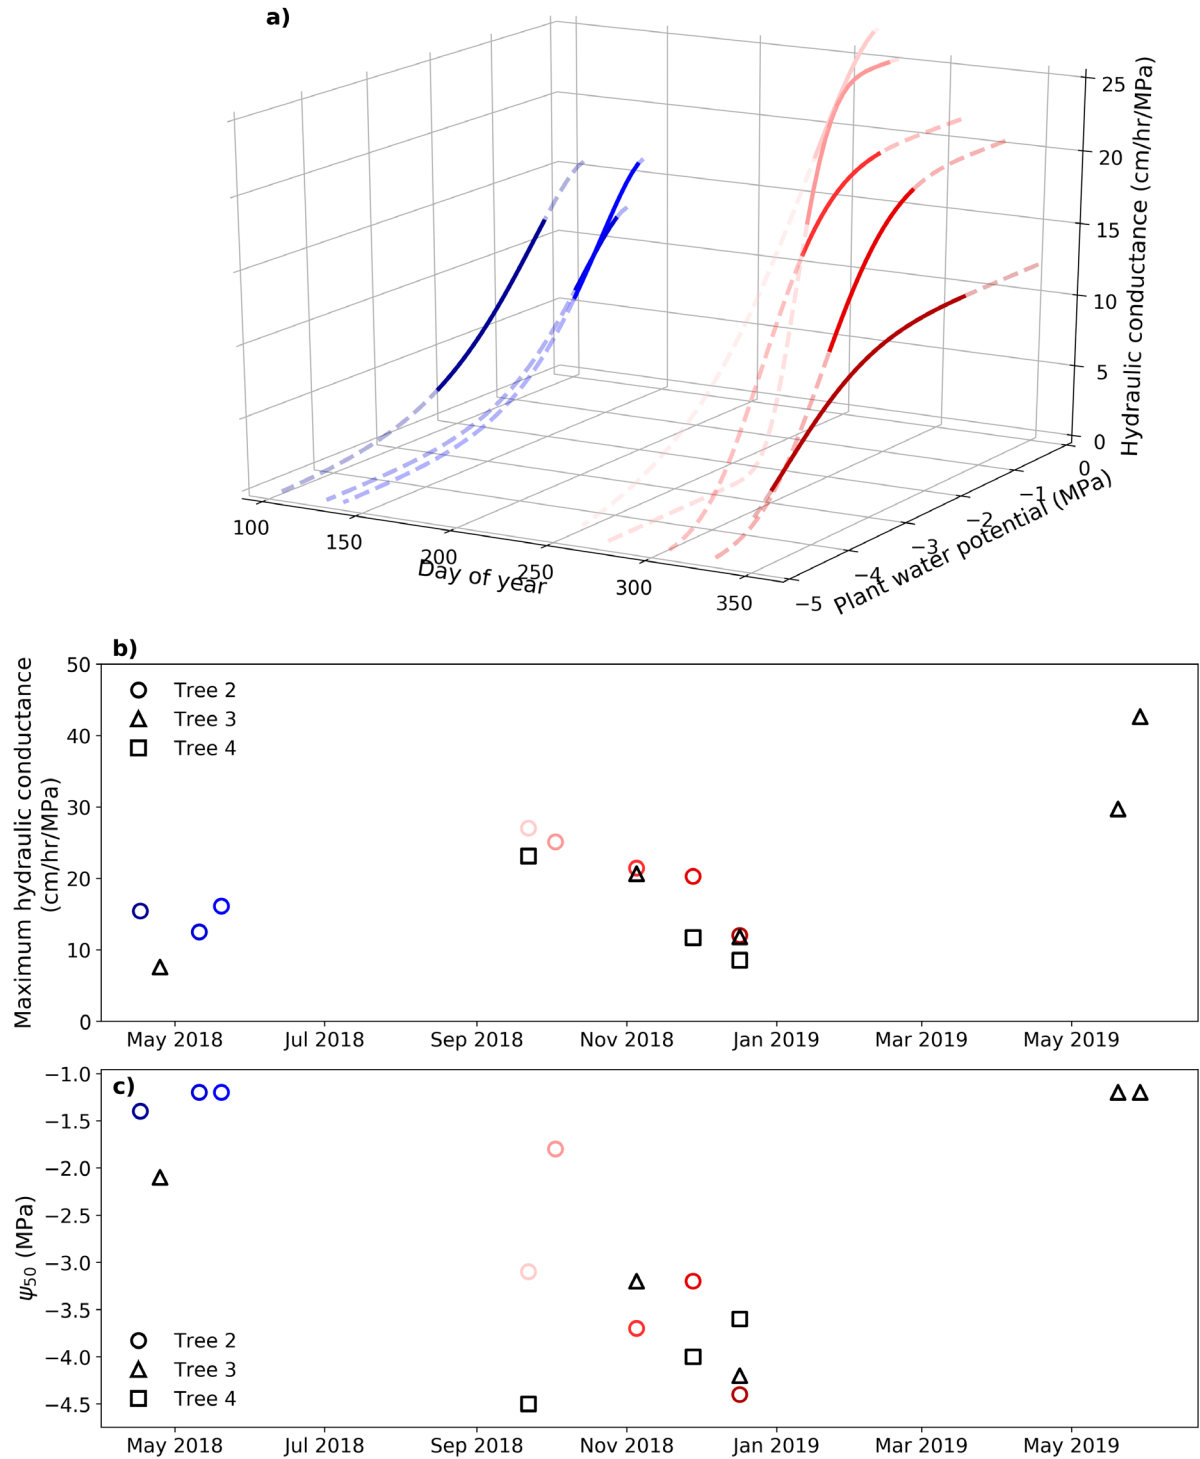 a)
25
20
15
10
5
0
Hydraulic conductance (cm/hr/MPa)
0
−1
−2
−3
−4
−5
Plant water potential (MPa)
100
150
200
250
300
350
Day of year
b)
Maximum hydraulic conductance
(cm/hr/MPa)
50
40
30
20
10
0
Tree 2
Tree 3
Tree 4
May 2018 Jul 2018 Sep 2018 Nov 2018 Jan 2019 Mar 2019 May 2019
c)
ψ50 (MPa)
−1.0
−1.5
−2.0
−2.5
−3.0
−3.5
−4.0
−4.5
Tree 2
Tree 3
Tree 4
May 2018 Jul 2018 Sep 2018 Nov 2018 Jan 2019 Mar 2019 May 2019